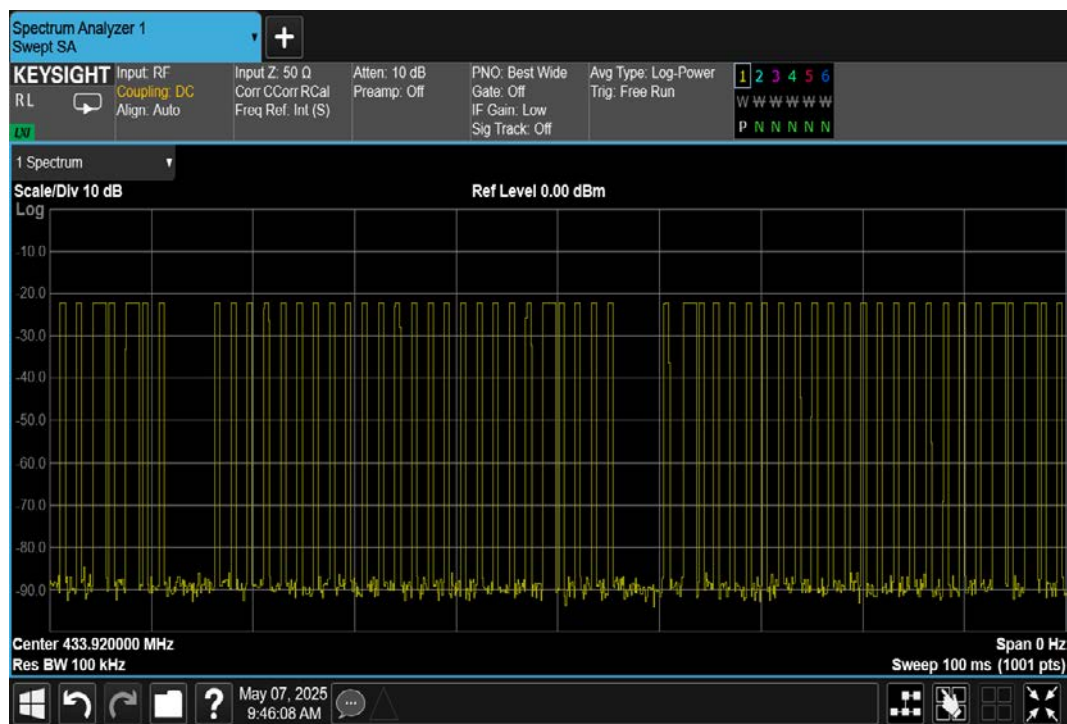 Spectrum Analyzer 1
Swept SA
+
KEYSIGHT
RL
LXI
Input: RF
Coupling: DC
Align: Auto
Input Z: 50 Ω
Corr CCorr RCal
Freq Ref: Int (S)
Atten: 10 dB
Preamp: Off
PNO: Best Wide
Gate: Off
IF Gain: Low
Sig Track: Off
Avg Type: Log-Power
Trig: Free Run
1 2 3 4 5 6
W W W W W W
P N N N N N
1 Spectrum
Scale/Div 10 dB
Ref Level 0.00 dBm
Log
-10.0
-20.0
-30.0
-40.0
-50.0
-60.0
-70.0
-80.0
-90.0
Center 433.920000 MHz
Res BW 100 kHz
Span 0 Hz
Sweep 100 ms (1001 pts)
?
May 07, 2025
9:46:08 AM